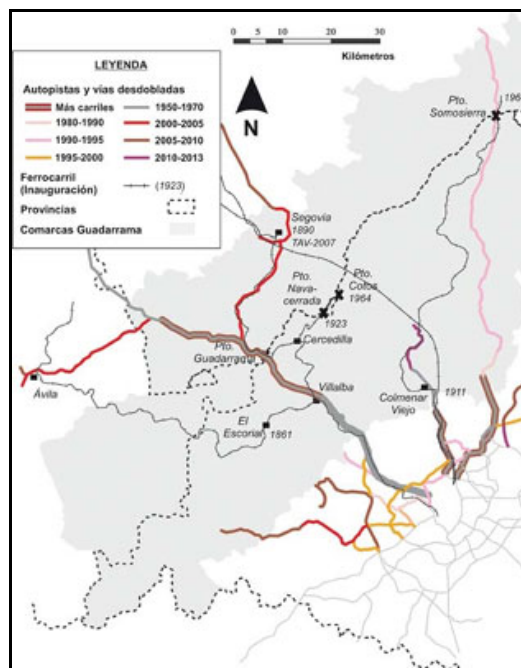 0 5 10 20 30
Kilómetros
LEYENDA
Autopistas y vías desdobladas
Más carriles
1950-1970
1980-1990
2000-2005
1990-1995
2005-2010
1995-2000
2010-2013
Ferrocarril
(Inauguración)
(1923)
Provincias
Comarcas Guadarrama
N
Pto.
Somosierra
Segovia
1890
TAV-2007
Pto.
Nava-
cerrada
1923
Pto.
Cotos
1964
Pto.
Guadarrama
Cercedilla
Villalba
Ávila
El
Escorial
1861
Colmenar
Viejo
1911